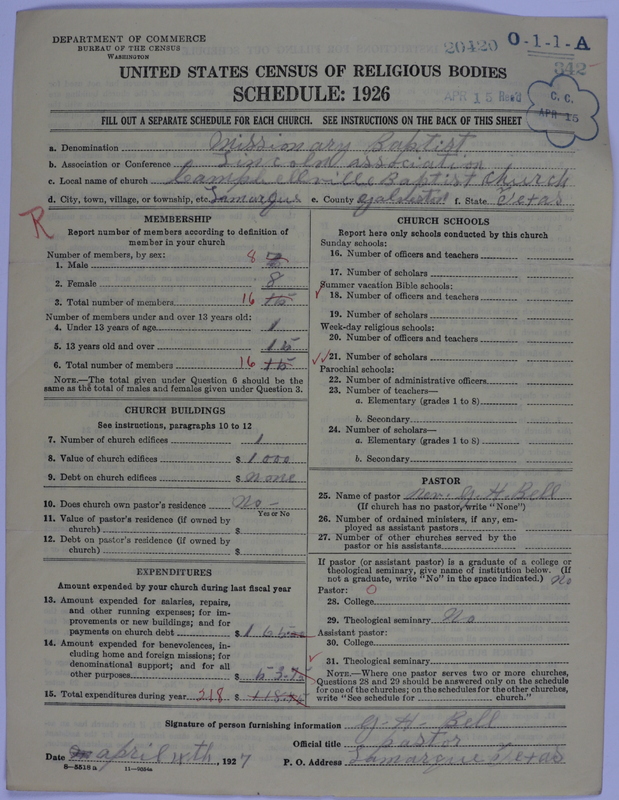 DEPARTMENT OF COMMERCE
BUREAU OF THE CENSUS
WASHINGTON
20420 O-1-1-A
342
UNITED STATES CENSUS OF RELIGIOUS BODIES
SCHEDULE: 1926
APR 15 Rec'd
C. C.
APR 15
FILL OUT A SEPARATE SCHEDULE FOR EACH CHURCH. SEE INSTRUCTIONS ON THE BACK OF THIS SHEET
a. Denomination Missionary Baptist
b. Association or Conference Lincoln association
c. Local name of church Campbellville Baptist Church
d. City, town, village, or township, etc. Lamarque e. County Galveston f. State Texas
R
MEMBERSHIP
Report number of members according to definition of
member in your church
Number of members, by sex:
1. Male 8
2. Female 8
3. Total number of members 16 15
Number of members under and over 13 years old:
4. Under 13 years of age 1
5. 13 years old and over 15
6. Total number of members 16 15
NOTE.—The total given under Question 6 should be the
same as the total of males and females given under Question 3.
CHURCH BUILDINGS
See instructions, paragraphs 10 to 12
7. Number of church edifices 1
8. Value of church edifices $ 1000
9. Debt on church edifices $ None
10. Does church own pastor's residence No -
Yes or No
11. Value of pastor's residence (if owned by
church) $
12. Debt on pastor's residence (if owned by
church) $
EXPENDITURES
Amount expended by your church during last fiscal year
13. Amount expended for salaries, repairs,
and other running expenses; for im-
provements or new buildings; and for
payments on church debt $ 165
14. Amount expended for benevolences, in-
cluding home and foreign missions; for
denominational support; and for all
other purposes $ 53.75
15. Total expenditures during year 218 $
CHURCH SCHOOLS
Report here only schools conducted by this church
Sunday schools:
16. Number of officers and teachers
17. Number of scholars
Summer vacation Bible schools:
18. Number of officers and teachers
19. Number of scholars
Week-day religious schools:
20. Number of officers and teachers
21. Number of scholars
Parochial schools:
22. Number of administrative officers
23. Number of teachers—
a. Elementary (grades 1 to 8)
b. Secondary
24. Number of scholars—
a. Elementary (grades 1 to 8)
b. Secondary
PASTOR
25. Name of pastor Rev. G. H. Bell
(If church has no pastor, write "None")
26. Number of ordained ministers, if any, em-
ployed as assistant pastors
27. Number of other churches served by the
pastor or his assistants
If pastor (or assistant pastor) is a graduate of a college or
theological seminary, give name of institution below. (If
not a graduate, write "No" in the space indicated.) No
Pastor: O
28. College
29. Theological seminary No
Assistant pastor:
30. College
31. Theological seminary
NOTE.—Where one pastor serves two or more churches,
Questions 28 and 29 should be answered only on the schedule
for one of the churches; on the schedules for the other churches,
write "See schedule for church."
Signature of person furnishing information G. H. Bell
Official title Pastor
Date april 14th, 1927 P. O. Address Lamarque Texas
8—5518 a 11—9054a